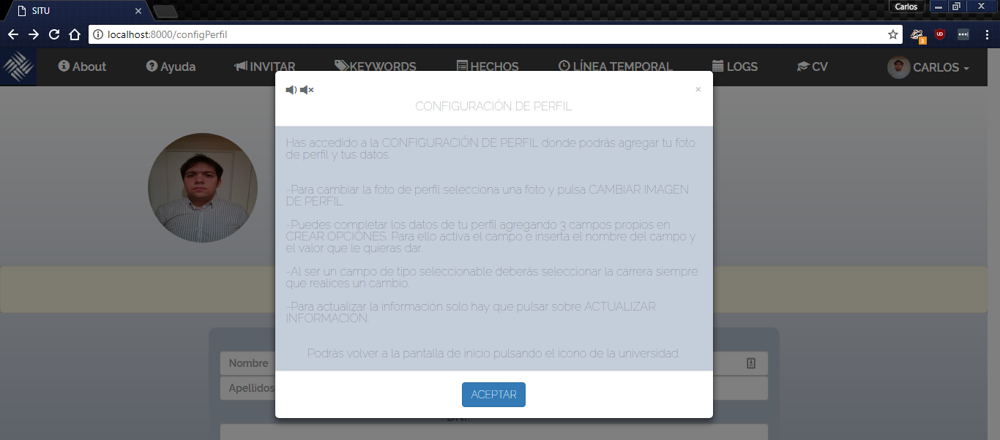 SITU
Carlos
localhost:8000/configPerfil
3
About Ayuda INVITAR KEYWORDS HECHOS LÍNEA TEMPORAL LOGS CV CARLOS
CONFIGURACIÓN DE PERFIL
Has accedido a la CONFIGURACIÓN DE PERFIL donde podrás agregar tu foto
de perfil y tus datos.
-Para cambiar la foto de perfil selecciona una foto y pulsa CAMBIAR IMAGEN
DE PERFIL.
-Puedes completar los datos de tu perfil agregando 3 campos propios en
CREAR OPCIONES. Para ello activa el campo e inserta el nombre del campo y
el valor que le quieras dar.
-Al ser un campo de tipo seleccionable deberás seleccionar la carrera siempre
que realices un cambio.
-Para actualizar la información solo hay que pulsar sobre ACTUALIZAR
INFORMACIÓN.
Podrás volver a la pantalla de inicio pulsando el icono de la universidad.
Nombre
Apellidos
ACEPTAR
DNI: